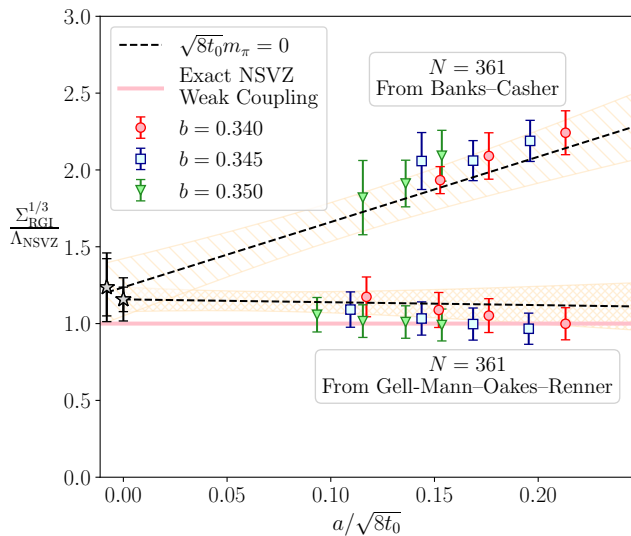 3.0
2.5
2.0
1.5
1.0
0.5
0.0
Σ_RGI^{1/3} / Λ_NSVZ
√8t₀ m_π = 0
Exact NSVZ
Weak Coupling
b = 0.340
b = 0.345
b = 0.350
N = 361
From Banks–Casher
N = 361
From Gell-Mann–Oakes–Renner
0.00 0.05 0.10 0.15 0.20
a/√8t₀